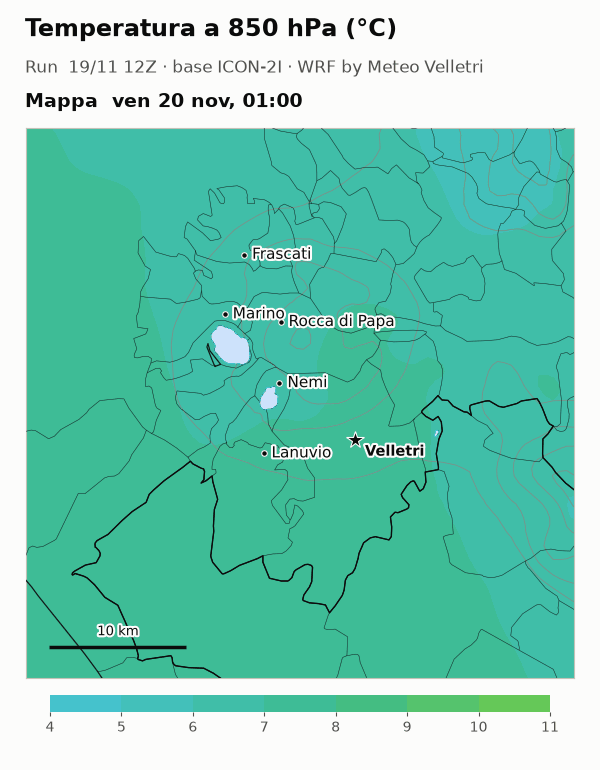 Temperatura a 850 hPa (°C)
Run  19/11 12Z · base ICON-2I · WRF by Meteo Velletri
Mappa  ven 20 nov, 01:00
Frascati
Marino
Rocca di Papa
Nemi
Velletri
Lanuvio
10 km
4 5 6 7 8 9 10 11